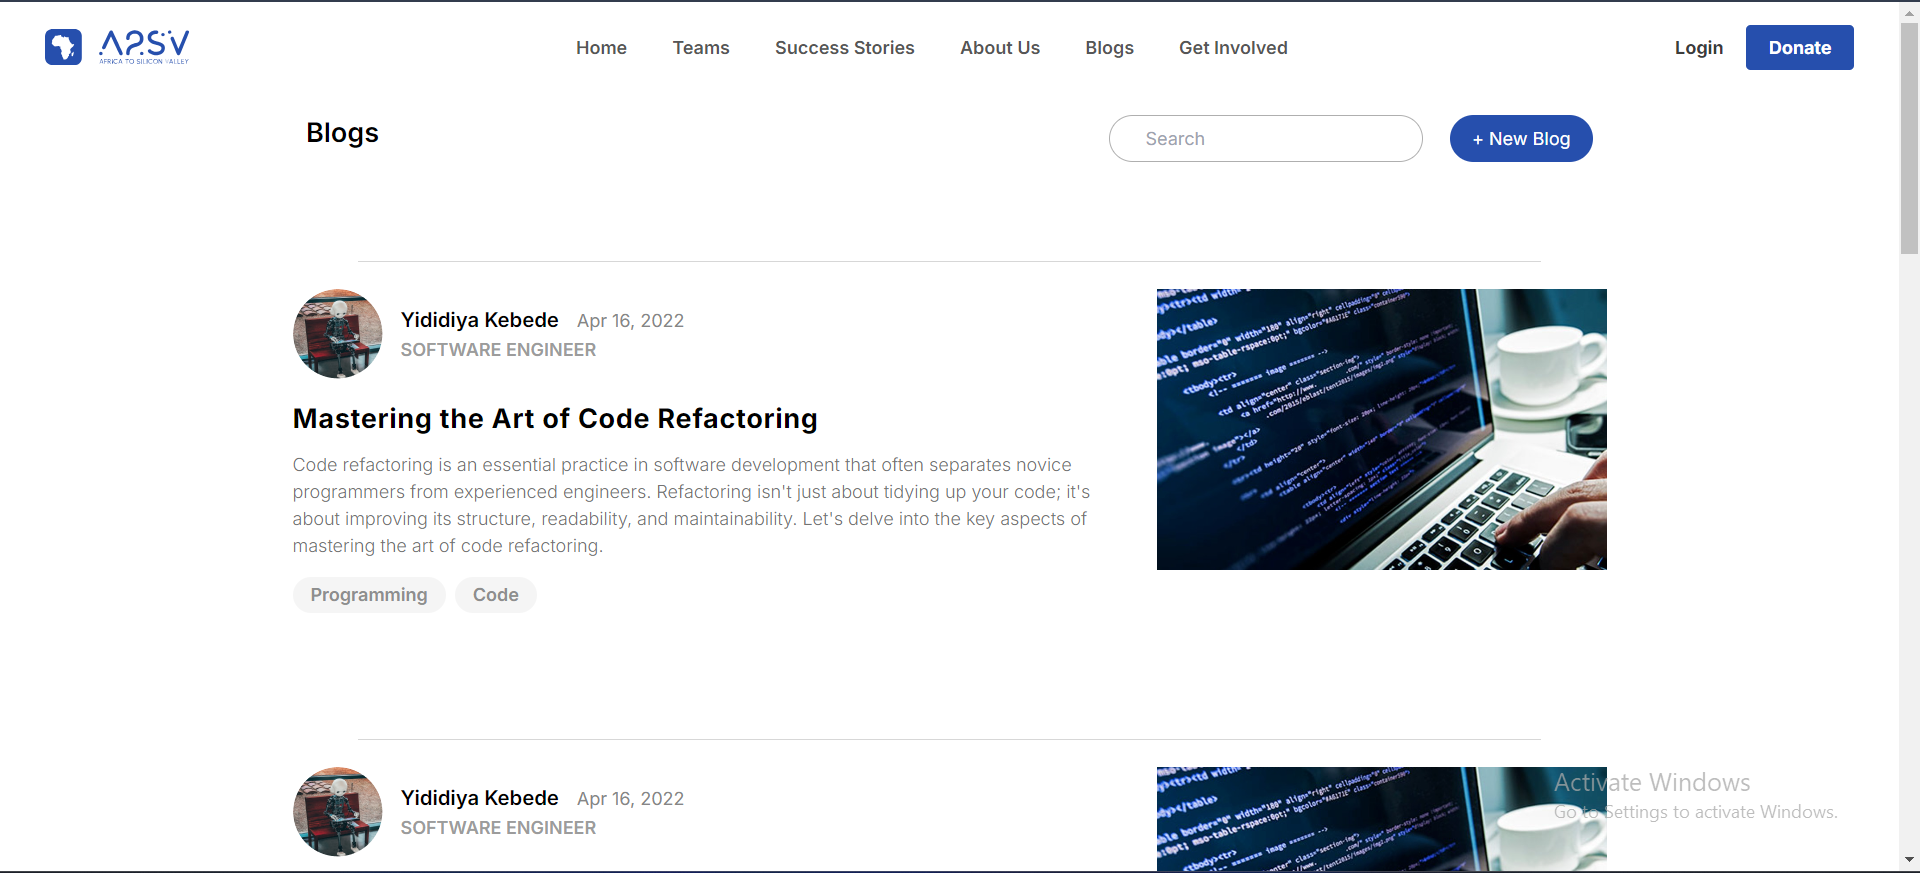 A2SV
AFRICA TO SILICON VALLEY
Home
Teams
Success Stories
About Us
Blogs
Get Involved
Login
Donate
Blogs
Search
+ New Blog
Yididiya Kebede
Apr 16, 2022
SOFTWARE ENGINEER
Mastering the Art of Code Refactoring
Code refactoring is an essential practice in software development that often separates novice
programmers from experienced engineers. Refactoring isn't just about tidying up your code; it's
about improving its structure, readability, and maintainability. Let's delve into the key aspects of
mastering the art of code refactoring.
Programming
Code
Yididiya Kebede
Apr 16, 2022
SOFTWARE ENGINEER
Activate Windows
Go to Settings to activate Windows.